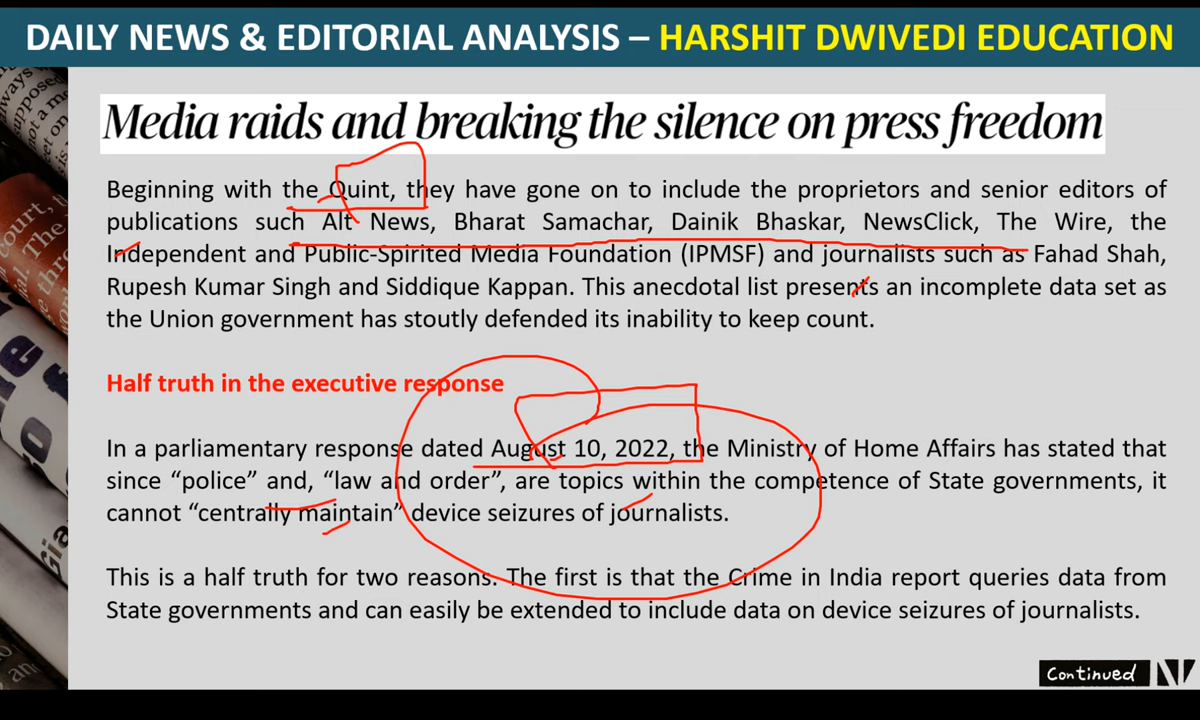 DAILY NEWS & EDITORIAL ANALYSIS – HARSHIT DWIVEDI EDUCATION
Media raids and breaking the silence on press freedom
Beginning with the Quint, they have gone on to include the proprietors and senior editors of
publications such Alt News, Bharat Samachar, Dainik Bhaskar, NewsClick, The Wire, the
Independent and Public-Spirited Media Foundation (IPMSF) and journalists such as Fahad Shah,
Rupesh Kumar Singh and Siddique Kappan. This anecdotal list presents an incomplete data set as
the Union government has stoutly defended its inability to keep count.
Half truth in the executive response
In a parliamentary response dated August 10, 2022, the Ministry of Home Affairs has stated that
since “police” and, “law and order”, are topics within the competence of State governments, it
cannot “centrally maintain” device seizures of journalists.
This is a half truth for two reasons. The first is that the Crime in India report queries data from
State governments and can easily be extended to include data on device seizures of journalists.
Continued